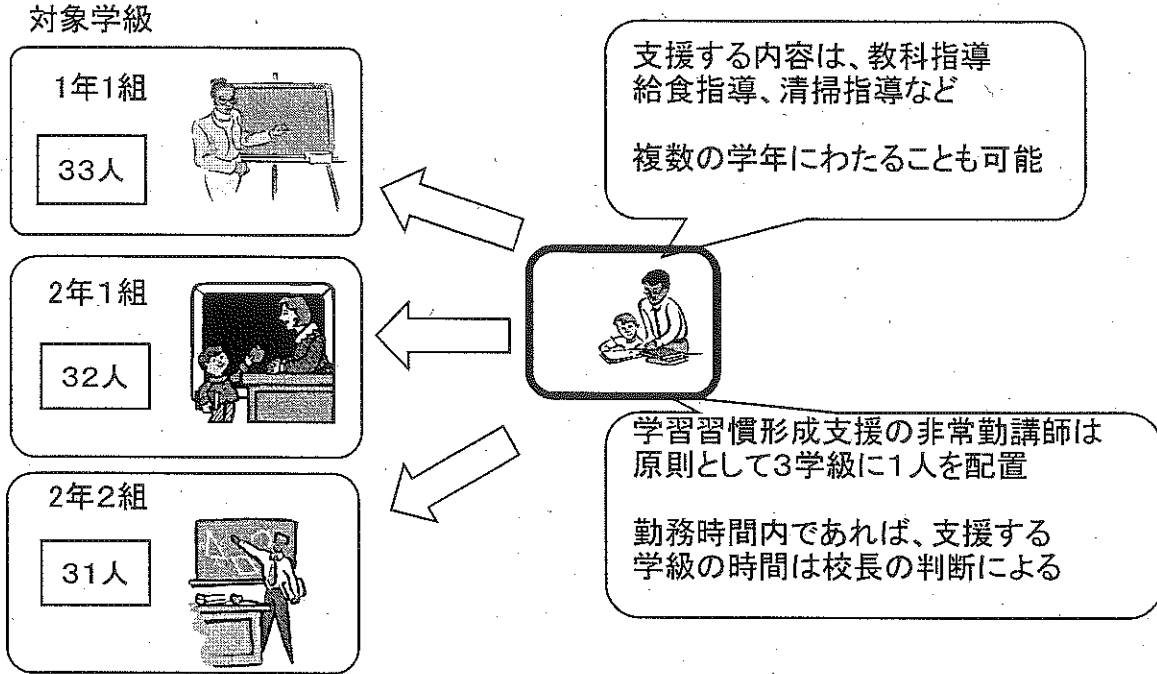 対象学級
1年1組
33人
2年1組
32人
2年2組
31人
支援する内容は、教科指導
給食指導、清掃指導など
複数の学年にわたることも可能
学習習慣形成支援の非常勤講師は
原則として3学級に1人を配置
勤務時間内であれば、支援する
学級の時間は校長の判断による